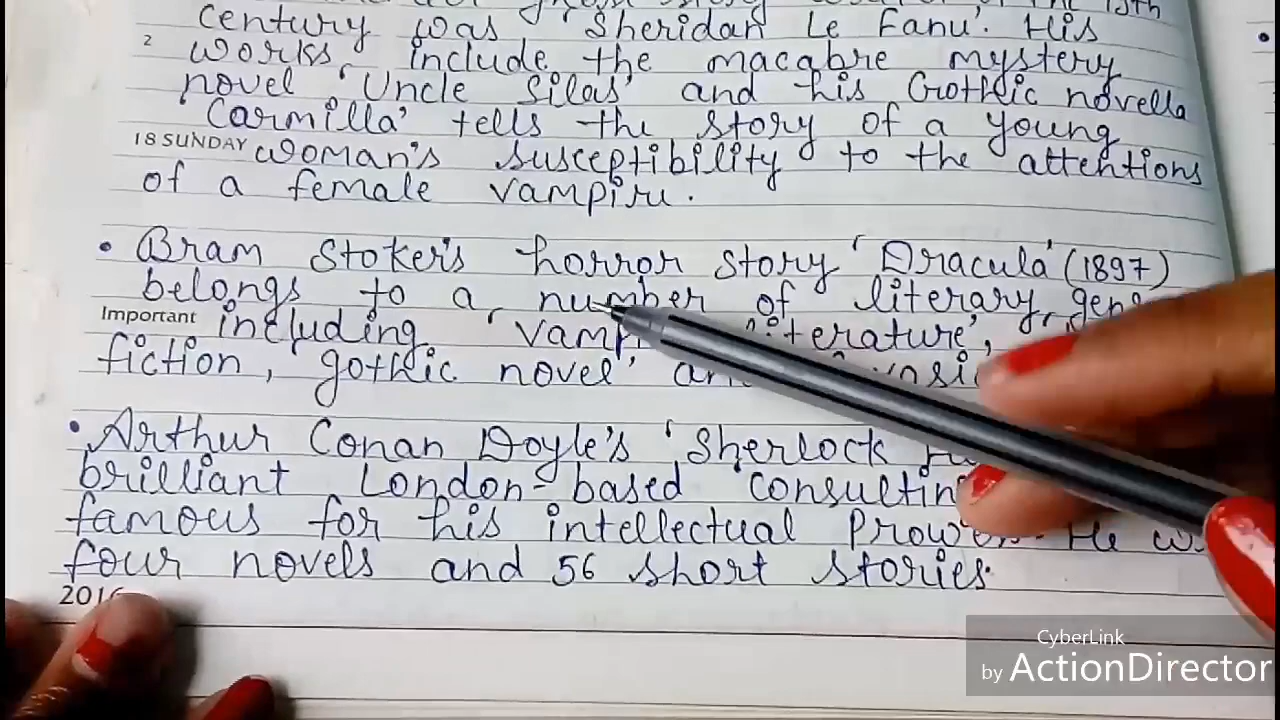 century was 'Sheridan Le Fanu'. His
2
works include the macabre mystery
novel 'Uncle Silas' and his Grothic novella
'Carmilla' tells the story of a young
18 SUNDAY
woman's susceptibility to the attentions
of a female vampire.
• Bram Stoker's horror story 'Dracula' (1897)
belongs to a number of literary
Important
including
fiction, 'gothic novel'
• Arthur Conan Doyle's 'Sherlock
brilliant London-based 'consulting
famous for his intellectual He
four novels and 56 short stories.
CyberLink
by ActionDirector